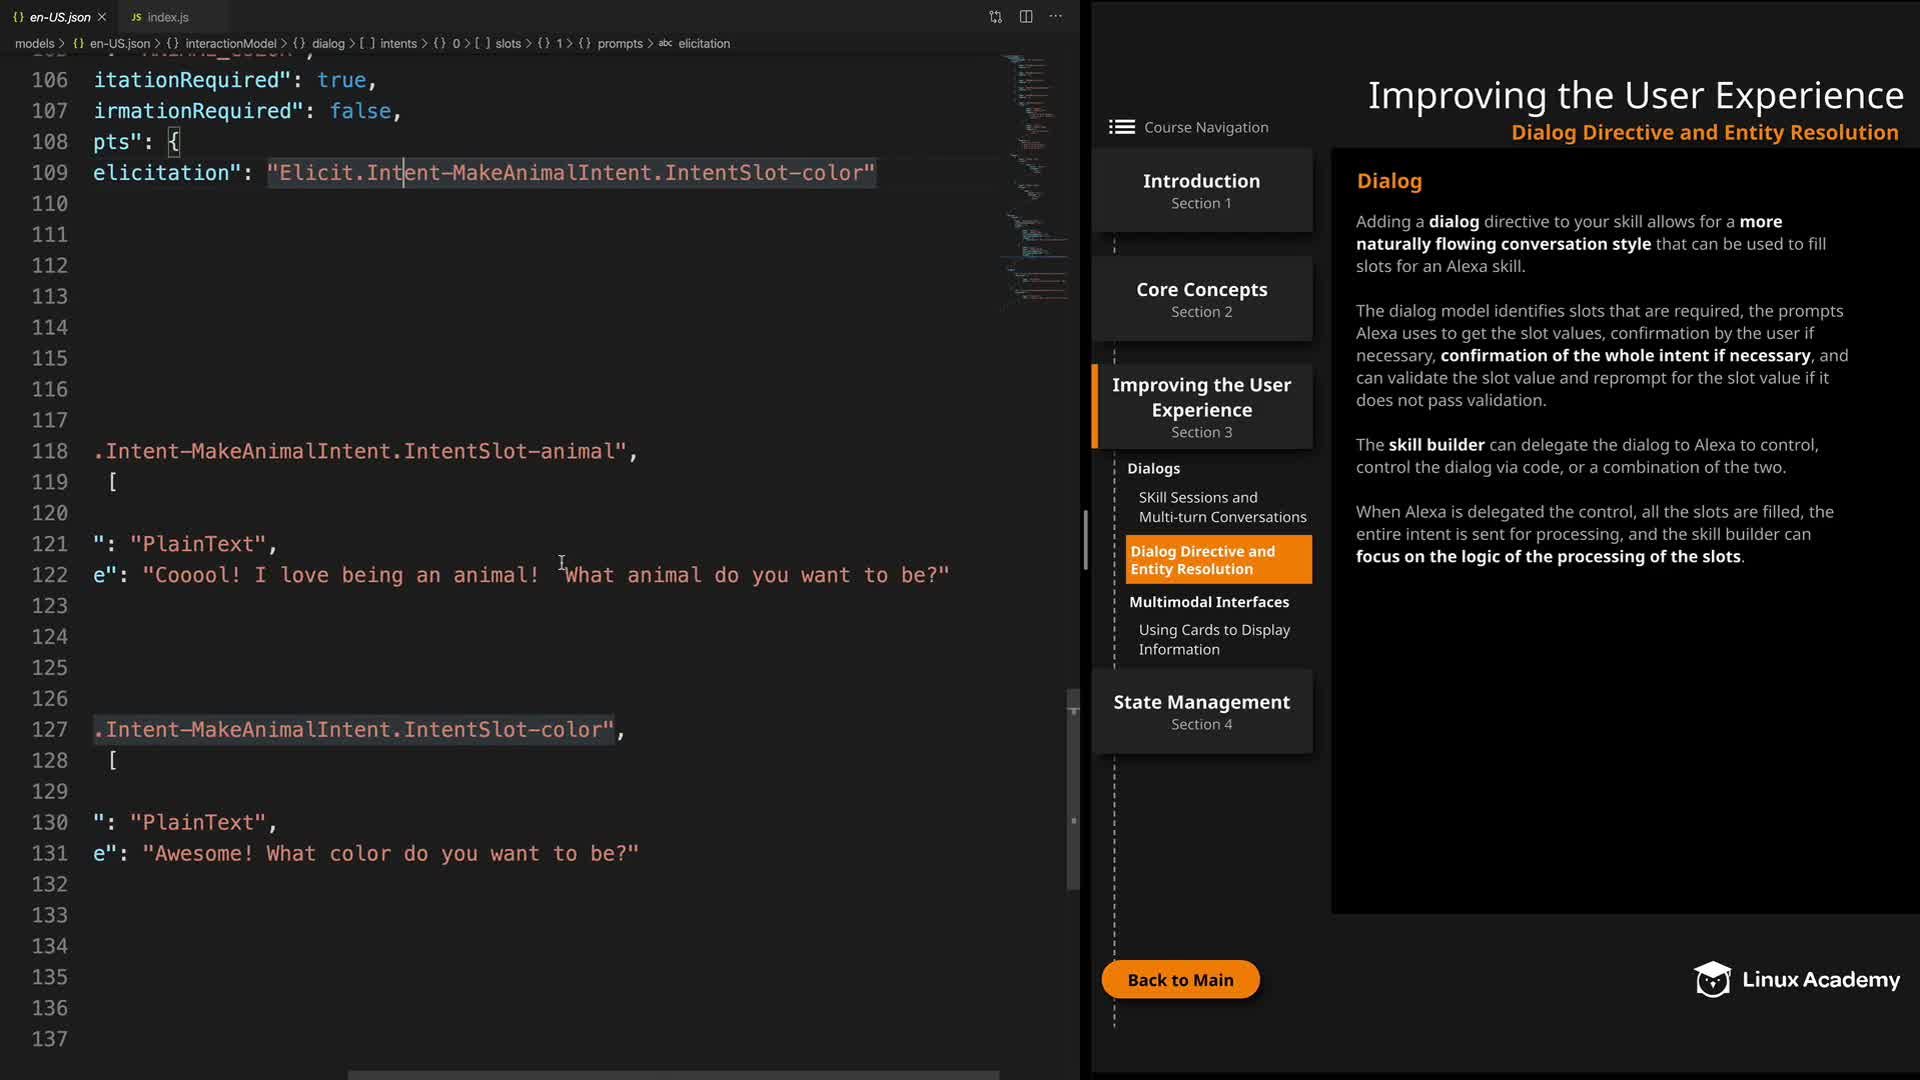 en-US.json
JS index.js
models > {} en-US.json > {} interactionModel > {} dialog > [ ] intents > {} 0 > [ ] slots > {} 1 > {} prompts > abc elicitation
106 itationRequired": true,
107 irmationRequired": false,
108 pts": {
109 elicitation": "Elicit.Intent-MakeAnimalIntent.IntentSlot-color"
110
111
112
113
114
115
116
117
118 .Intent-MakeAnimalIntent.IntentSlot-animal",
119 [
120
121 ": "PlainText",
122 e": "Cooool! I love being an animal!  What animal do you want to be?"
123
124
125
126
127 .Intent-MakeAnimalIntent.IntentSlot-color",
128 [
129
130 ": "PlainText",
131 e": "Awesome! What color do you want to be?"
132
133
134
135
136
137
Improving the User Experience
Dialog Directive and Entity Resolution
Course Navigation
Introduction
Section 1
Core Concepts
Section 2
Improving the User
Experience
Section 3
Dialogs
SKill Sessions and
Multi-turn Conversations
Dialog Directive and
Entity Resolution
Multimodal Interfaces
Using Cards to Display
Information
State Management
Section 4
Back to Main
Dialog
Adding a dialog directive to your skill allows for a more
naturally flowing conversation style that can be used to fill
slots for an Alexa skill.
The dialog model identifies slots that are required, the prompts
Alexa uses to get the slot values, confirmation by the user if
necessary, confirmation of the whole intent if necessary, and
can validate the slot value and reprompt for the slot value if it
does not pass validation.
The skill builder can delegate the dialog to Alexa to control,
control the dialog via code, or a combination of the two.
When Alexa is delegated the control, all the slots are filled, the
entire intent is sent for processing, and the skill builder can
focus on the logic of the processing of the slots.
Linux Academy